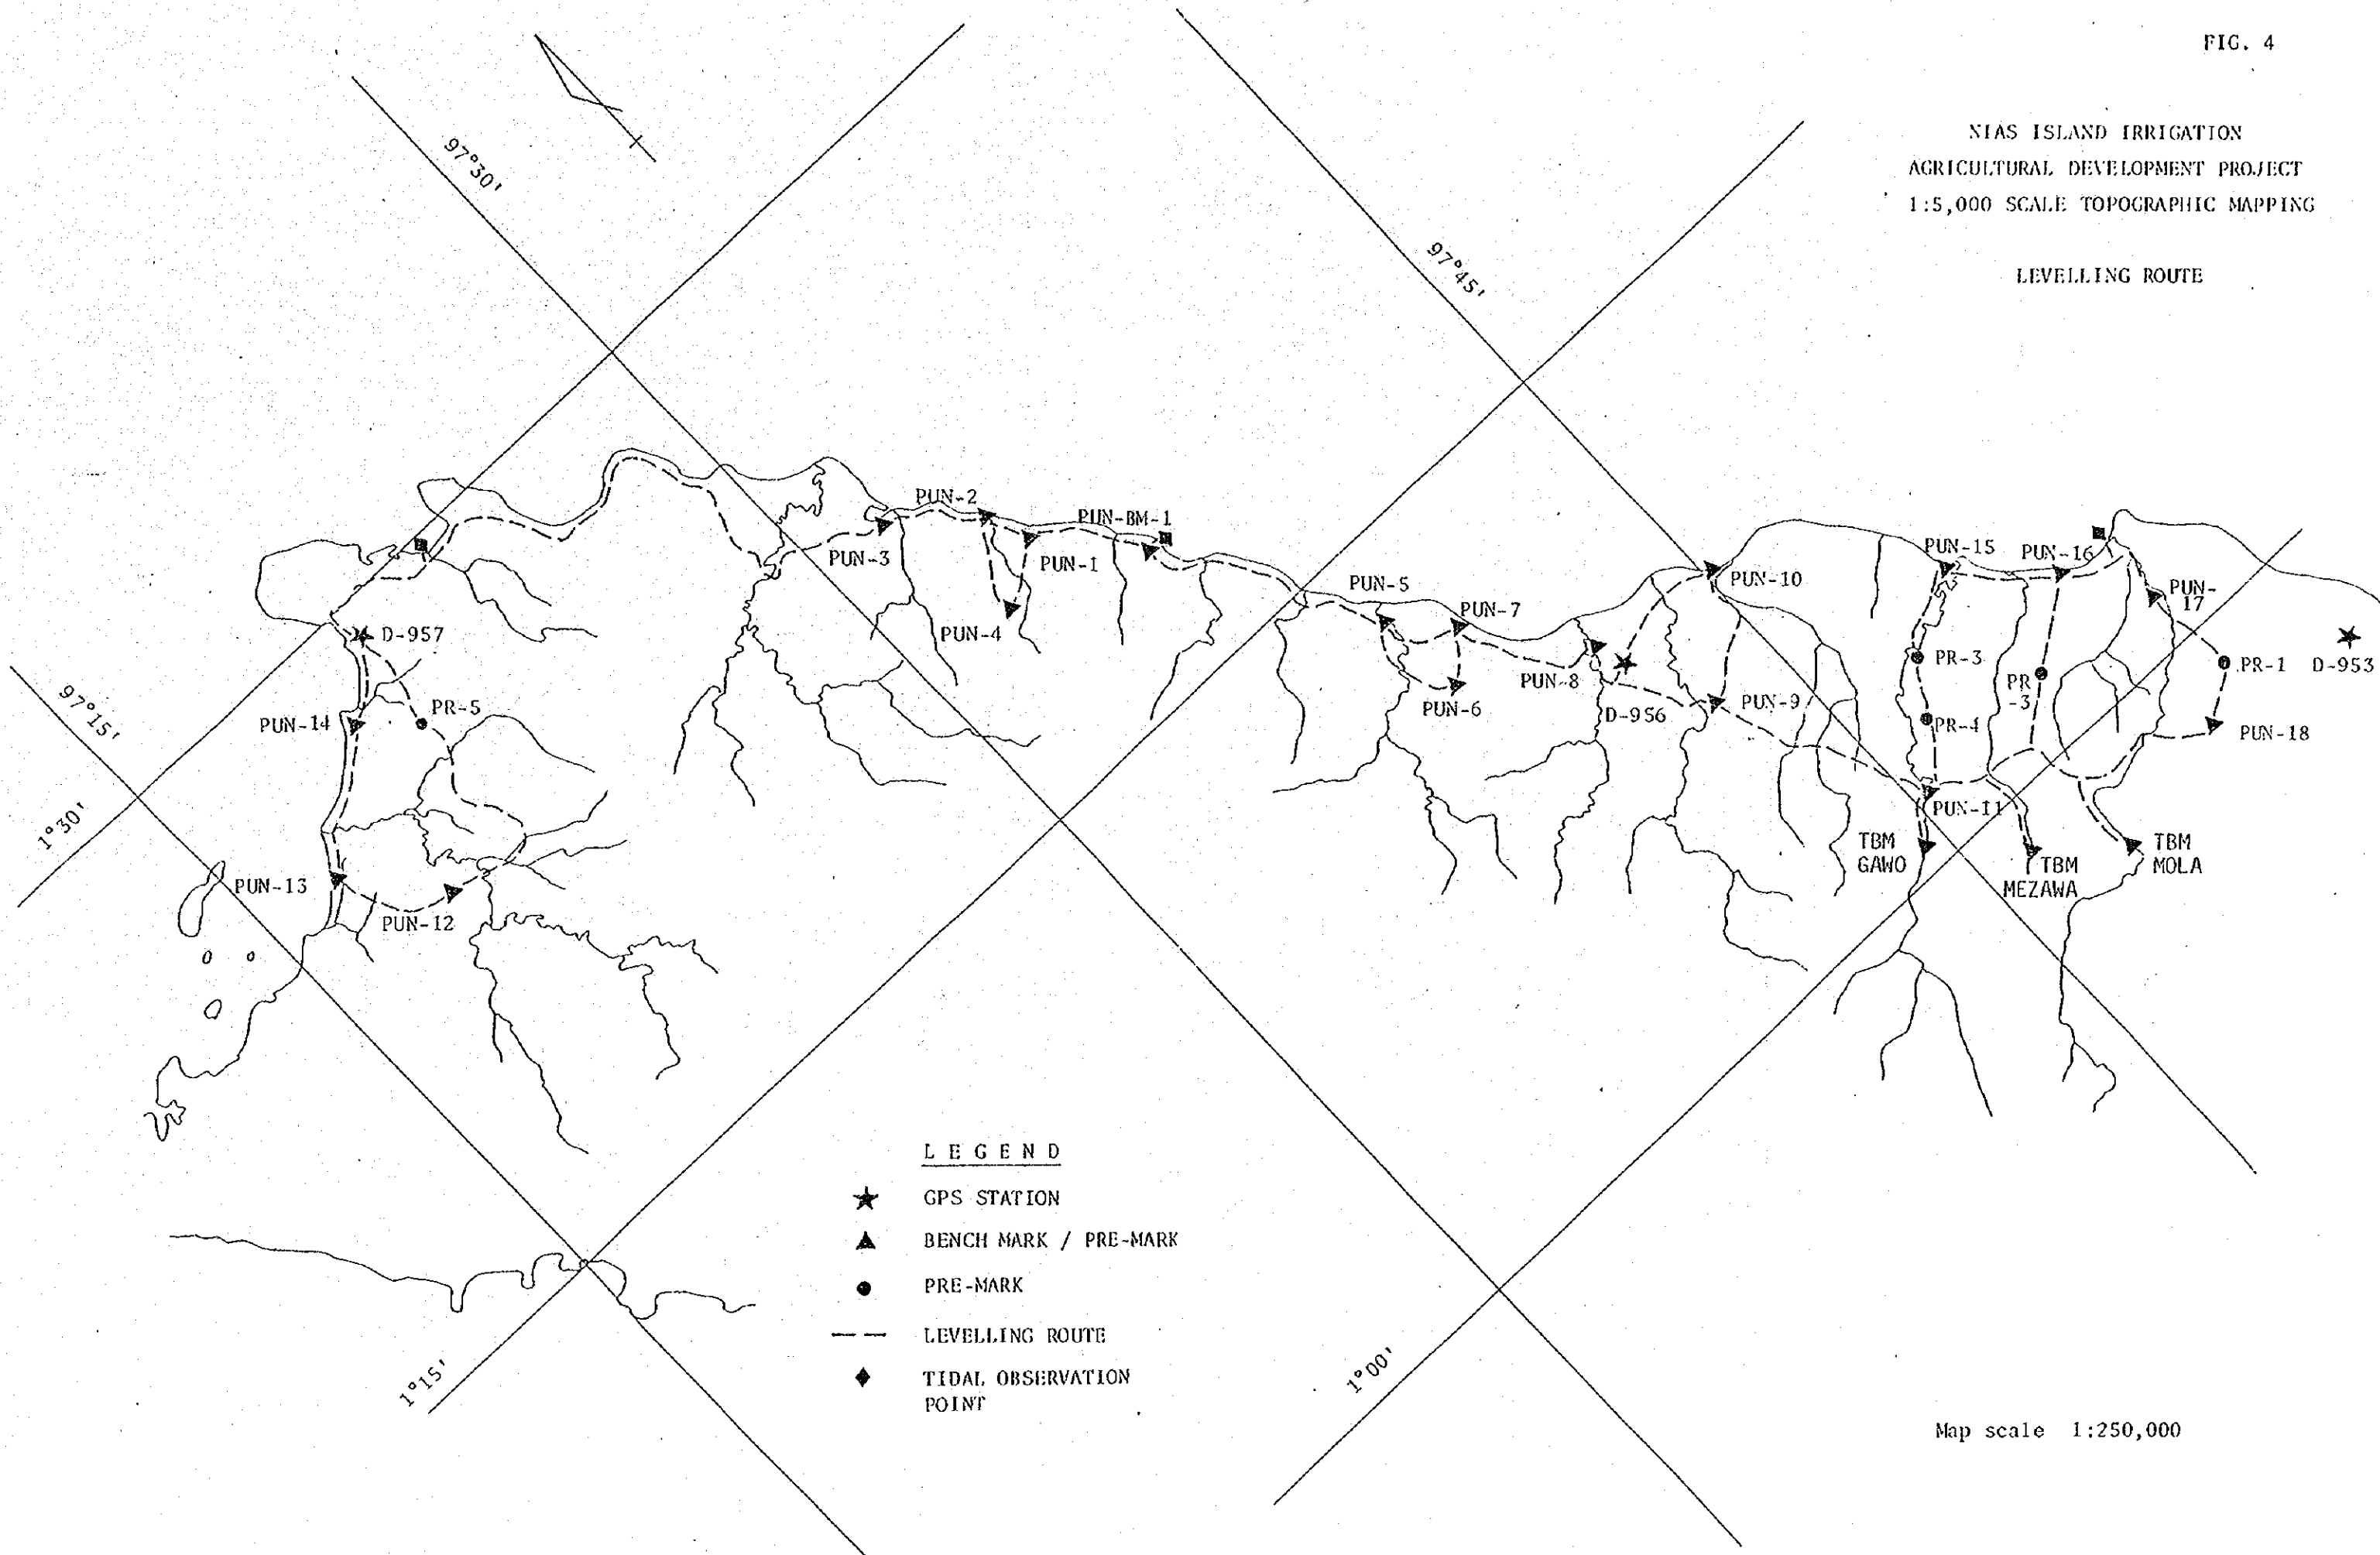 FIG. 4
NIAS ISLAND IRRIGATION
AGRICULTURAL DEVELOPMENT PROJECT
1:5,000 SCALE TOPOGRAPHIC MAPPING
LEVELLING ROUTE
97°30'
97°45'
97°15'
1°30'
1°15'
1°00'
PUN-2
PUN-BM-1
PUN-3
PUN-1
PUN-4
D-957
PR-5
PUN-14
PUN-13
PUN-12
PUN-5
PUN-7
PUN-6
PUN-8
D-956
PUN-9
PUN-10
PUN-15
PUN-16
PUN-
17
PR-3
PR
-3
PR-4
PR-1
D-953
PUN-18
PUN-11
TBM
GAWO
TBM
MEZAWA
TBM
MOLA
L E G E N D
GPS STATION
BENCH MARK / PRE-MARK
PRE-MARK
LEVELLING ROUTE
TIDAL OBSERVATION
POINT
Map scale 1:250,000